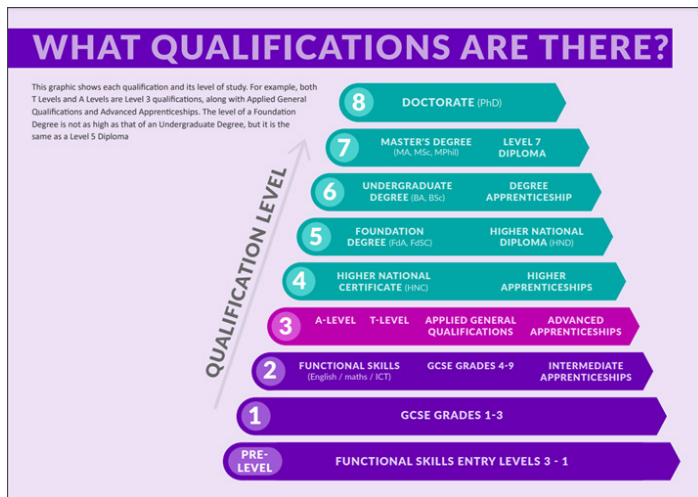 WHAT QUALIFICATIONS ARE THERE?
This graphic shows each qualification and its level of study. For example, both
T Levels and A Levels are Level 3 qualifications, along with Applied General
Qualifications and Advanced Apprenticeships. The level of a Foundation
Degree is not as high as that of an Undergraduate Degree, but it is the
same as a Level 5 Diploma
QUALIFICATION LEVEL
8 DOCTORATE (PhD)
7 MASTER'S DEGREE (MA, MSc, MPhil)
LEVEL 7 DIPLOMA
6 UNDERGRADUATE DEGREE (BA, BSc)
DEGREE APPRENTICESHIP
5 FOUNDATION DEGREE (FdA, FdSC)
HIGHER NATIONAL DIPLOMA (HND)
4 HIGHER NATIONAL CERTIFICATE (HNC)
HIGHER APPRENTICESHIPS
3 A-LEVEL T-LEVEL APPLIED GENERAL QUALIFICATIONS
ADVANCED APPRENTICESHIPS
2 FUNCTIONAL SKILLS (English / maths / ICT)
GCSE GRADES 4-9
INTERMEDIATE APPRENTICESHIPS
1 GCSE GRADES 1-3
PRE-LEVEL FUNCTIONAL SKILLS ENTRY LEVELS 3 - 1